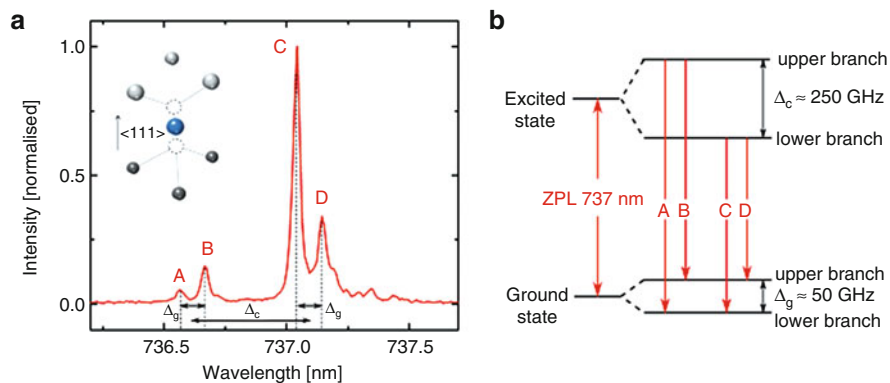 a
1.0
0.5
0.0
Intensity [normalised]
<111>
A
B
C
D
Δg
Δc
Δg
736.5
737.0
737.5
Wavelength [nm]
b
Excited
state
upper branch
Δc ≈ 250 GHz
lower branch
ZPL 737 nm
A
B
C
D
Ground
state
upper branch
Δg ≈ 50 GHz
lower branch